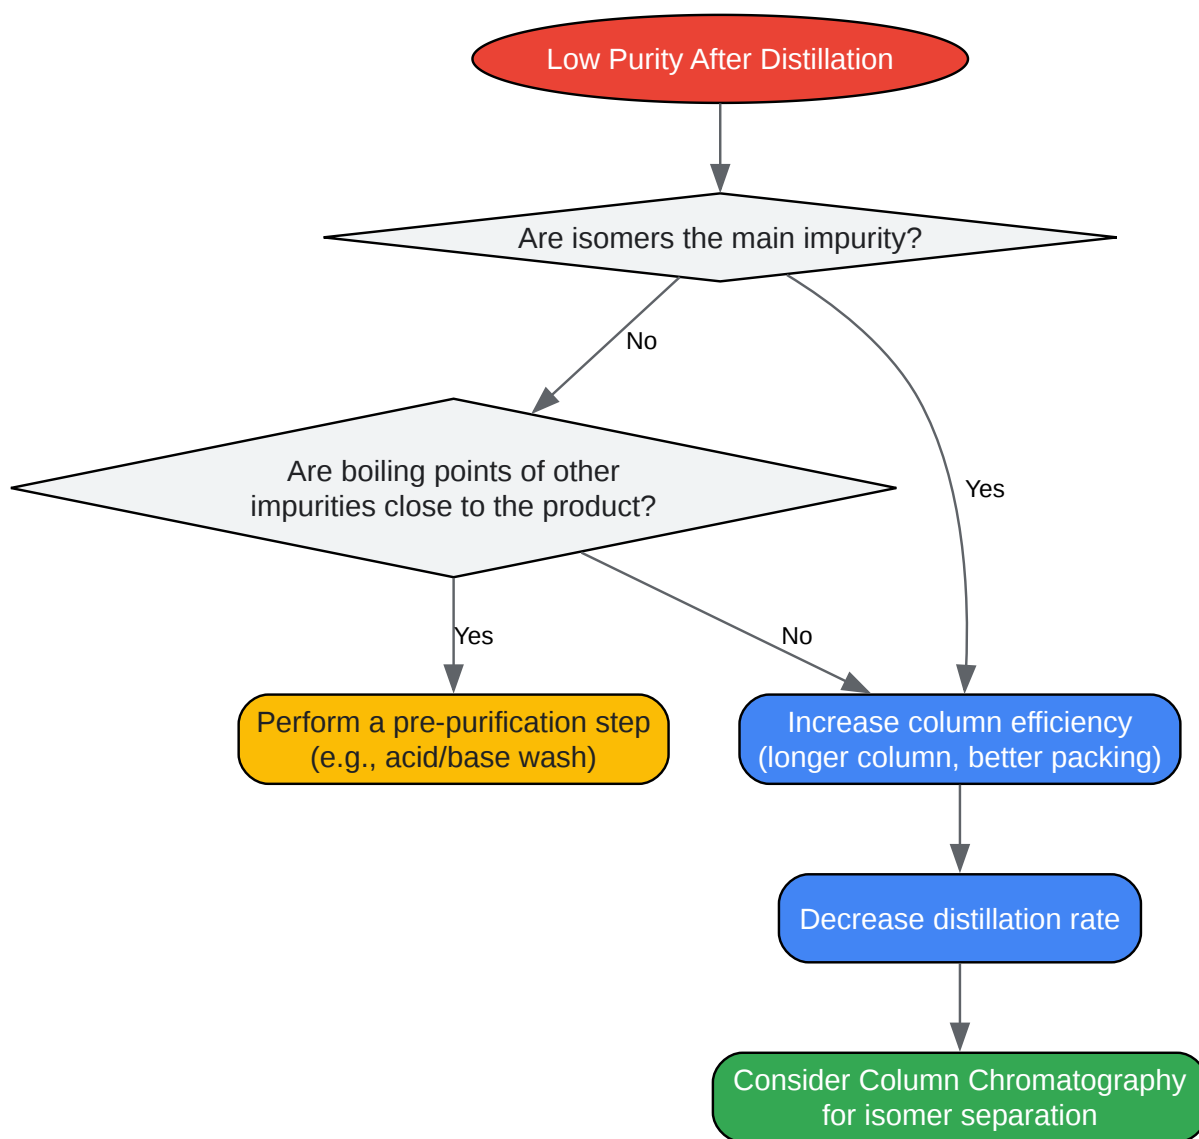 Low Purity After Distillation
Are isomers the main impurity?
No
Are boiling points of other
impurities close to the product?
Yes
Yes
No
Perform a pre-purification step
(e.g., acid/base wash)
Increase column efficiency
(longer column, better packing)
Decrease distillation rate
Consider Column Chromatography
for isomer separation